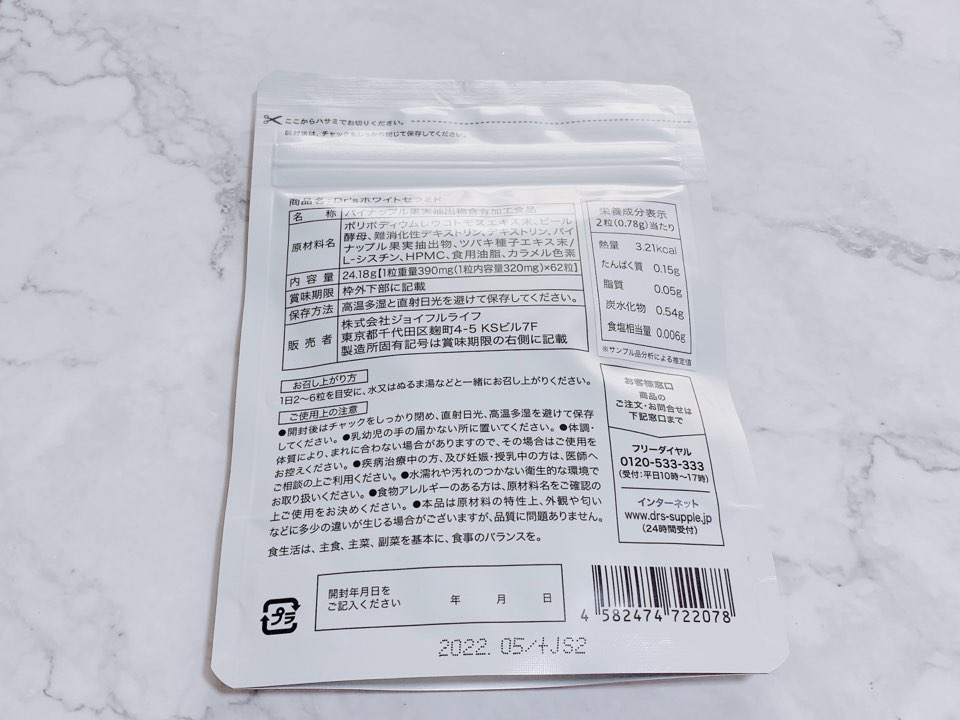 ここからハサミでお切りください。
開封後は、チャックをしっかり閉じて保存してください。
商品名:Dr'sホワイトセラミド
名 称 パイナップル果実抽出物含有加工食品
原材料名 ポリポディウムレウコトモスエキス末、ビール
酵母、難消化性デキストリン、デキストリン、パイ
ナップル果実抽出物、ツバキ種子エキス末/
L-シスチン、HPMC、食用油脂、カラメル色素
内 容 量 24.18g【1粒重量390mg(1粒内容量320mg)×62粒】
賞味期限 枠外下部に記載
保存方法 高温多湿と直射日光を避けて保存してください。
販 売 者 株式会社ジョイフルライフ
東京都千代田区麹町4-5 KSビル7F
製造所固有記号は賞味期限の右側に記載
栄養成分表示
2粒(0.78g)当たり
熱量 3.21kcal
たんぱく質 0.15g
脂質 0.05g
炭水化物 0.54g
食塩相当量 0.006g
※サンプル品分析による推定値
お召し上がり方
1日2〜6粒を目安に、水又はぬるま湯などと一緒にお召し上がりください。
ご使用上の注意
●開封後はチャックをしっかり閉め、直射日光、高温多湿を避けて保存
してください。●乳幼児の手の届かない所に置いてください。●体調・
体質により、まれに合わない場合がありますので、その場合はご使用を
お控えください。●疾病治療中の方、及び妊娠・授乳中の方は、医師へ
ご相談の上ご利用ください。●水濡れや汚れのつかない衛生的な環境で
お取り扱いください。●食物アレルギーのある方は、原材料名をご確認の
上ご使用をお決めください。●本品は原材料の特性上、外観や匂い
などに多少の違いが生じる場合がございますが、品質に問題ありません。
食生活は、主食、主菜、副菜を基本に、食事のバランスを。
お客様窓口
商品の
ご注文・お問合せは
下記窓口まで
フリーダイヤル
0120-533-333
(受付:平日10時〜17時)
インターネット
www.drs-supple.jp
(24時間受付)
プラ
開封年月日を
ご記入ください
年 月 日
4 582474 722078
2022.05/+JS2